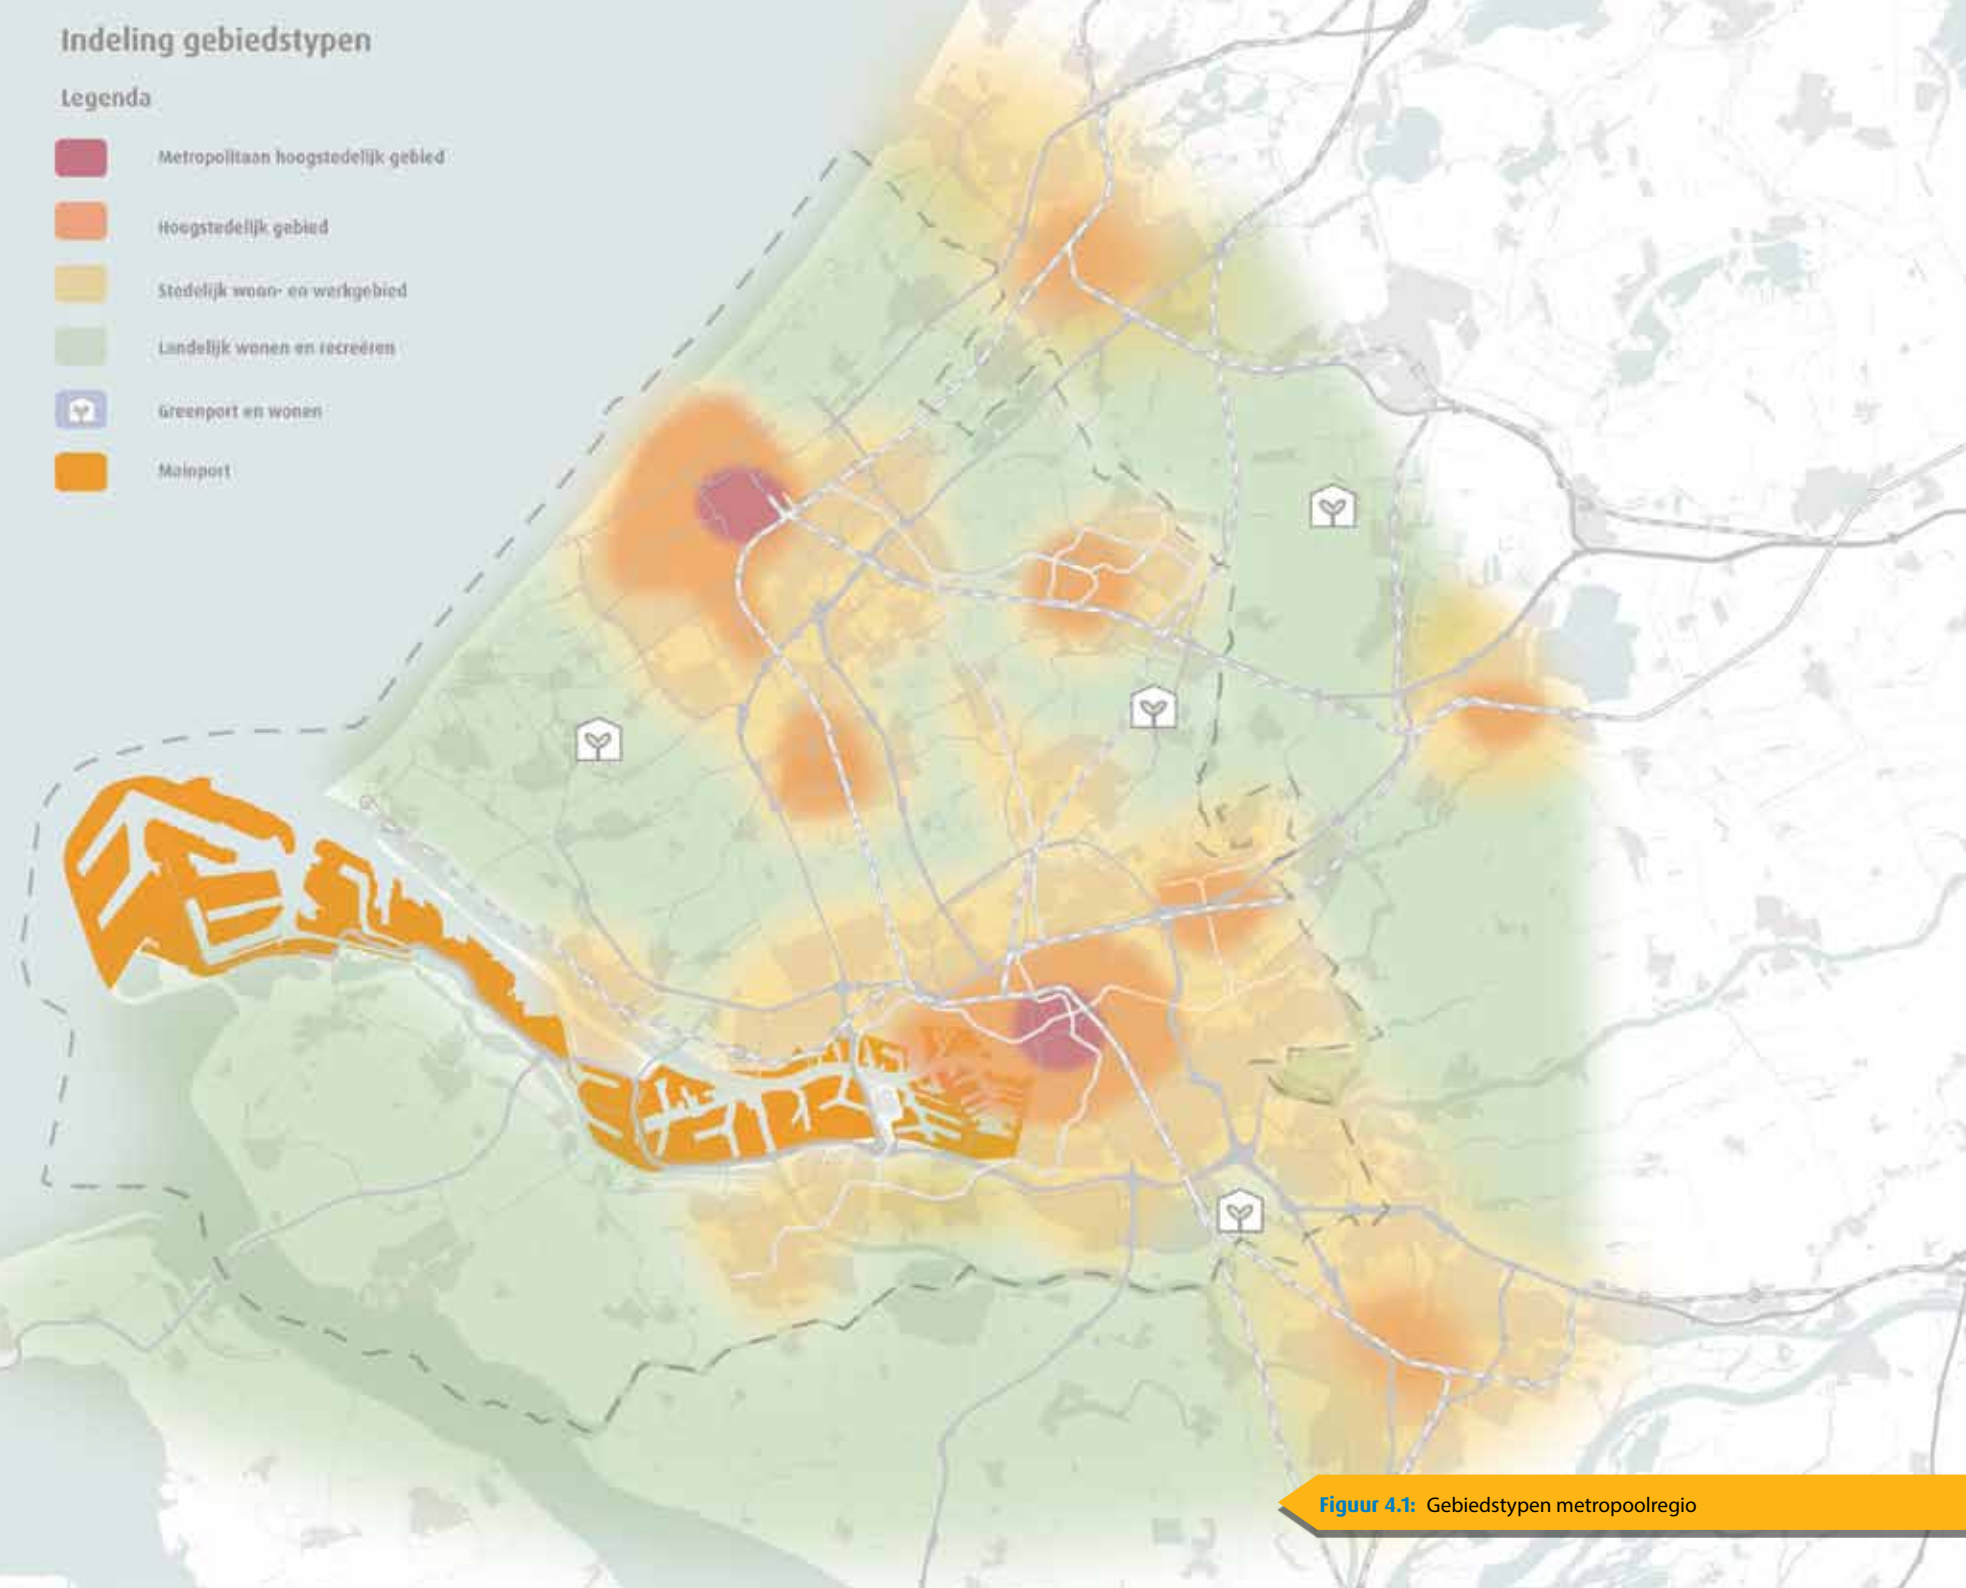 Indeling gebiedstypen
Legenda
Metropolitaan hoogstedelijk gebied
Hoogstedelijk gebied
Stedelijk woon- en werkgebied
Landelijk wonen en recreëren
Greenport en wonen
Mainport
Figuur 4.1: Gebiedstypen metropoolregio